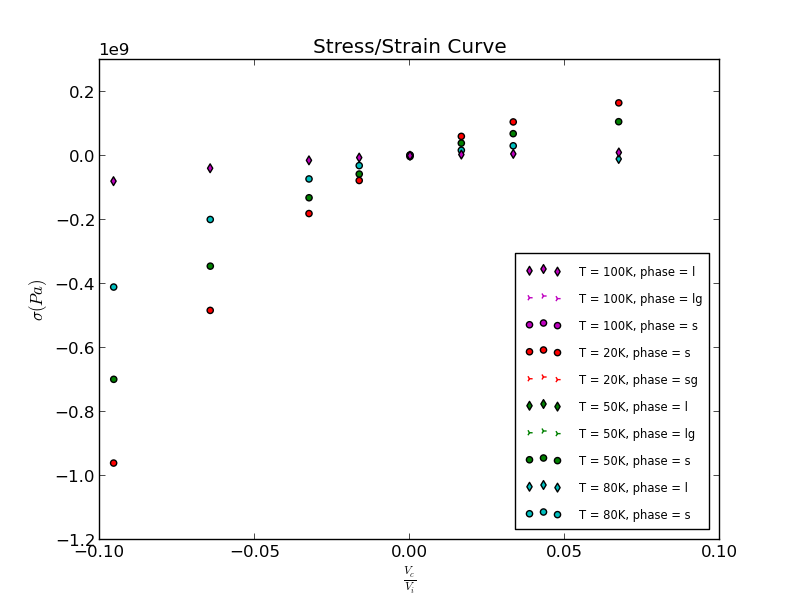 Stress/Strain Curve
1e9
0.2
0.0
−0.2
−0.4
−0.6
−0.8
−1.0
−1.2
σ(Pa)
−0.10
−0.05
0.00
0.05
0.10
V_c
V_i
T = 100K, phase = l
T = 100K, phase = lg
T = 100K, phase = s
T = 20K, phase = s
T = 20K, phase = sg
T = 50K, phase = l
T = 50K, phase = lg
T = 50K, phase = s
T = 80K, phase = l
T = 80K, phase = s